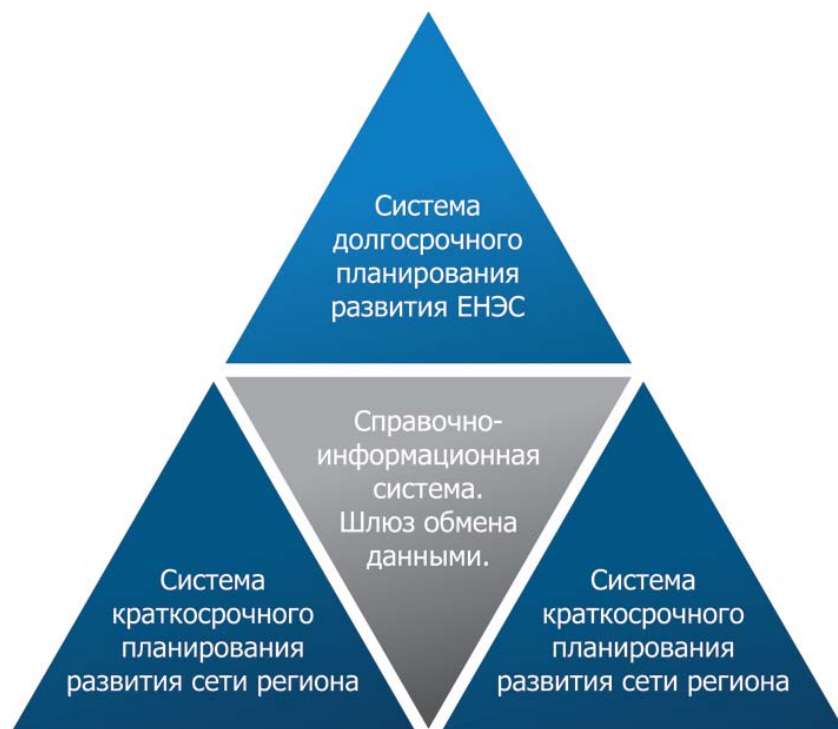 Система
долгосрочного
планирования
развития ЕНЭС
Справочно-
информационная
система.
Шлюз обмена
данными.
Система
краткосрочного
планирования
развития сети региона
Система
краткосрочного
планирования
развития сети региона